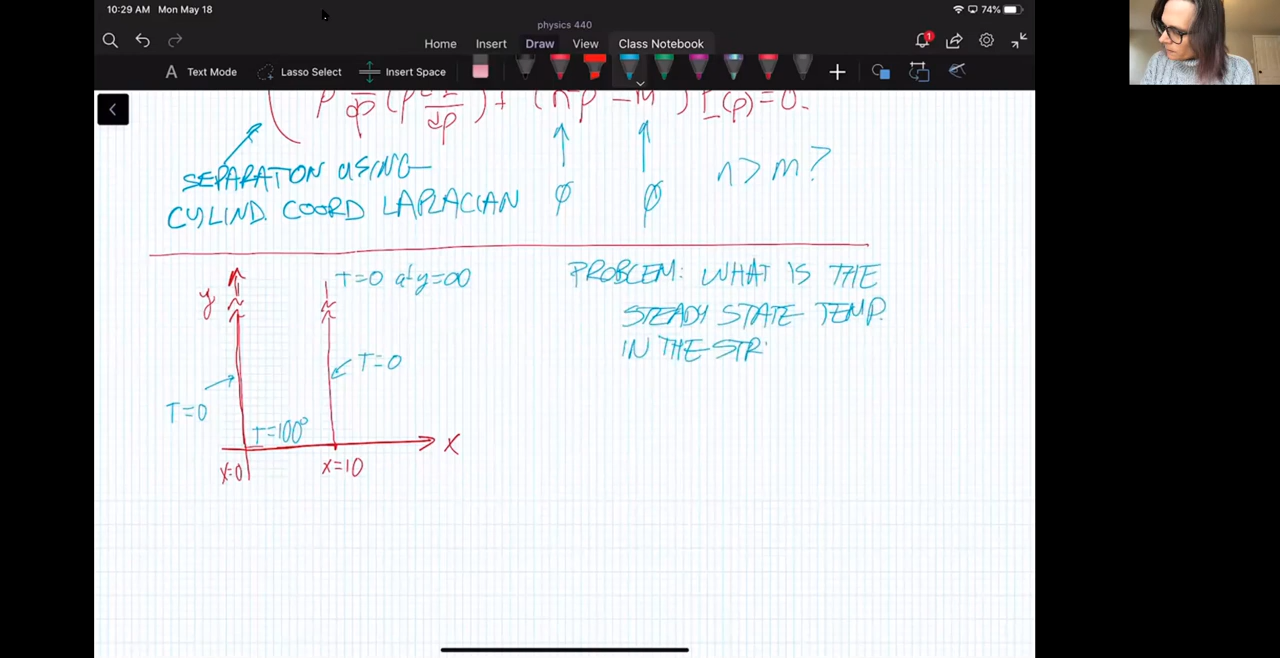 10:29 AM Mon May 18
74%
physics 440
Home Insert Draw View Class Notebook
1
Text Mode Lasso Select Insert Space
SEPARATON USING
CYLIND. COORD LAPLACIAN
n > m ?
T=0 at y=∞
y
PROBLEM: WHAT IS THE
STEADY STATE TEMP.
IN THE STR
T=0
T=0
T=100°
x
x=0
x=10